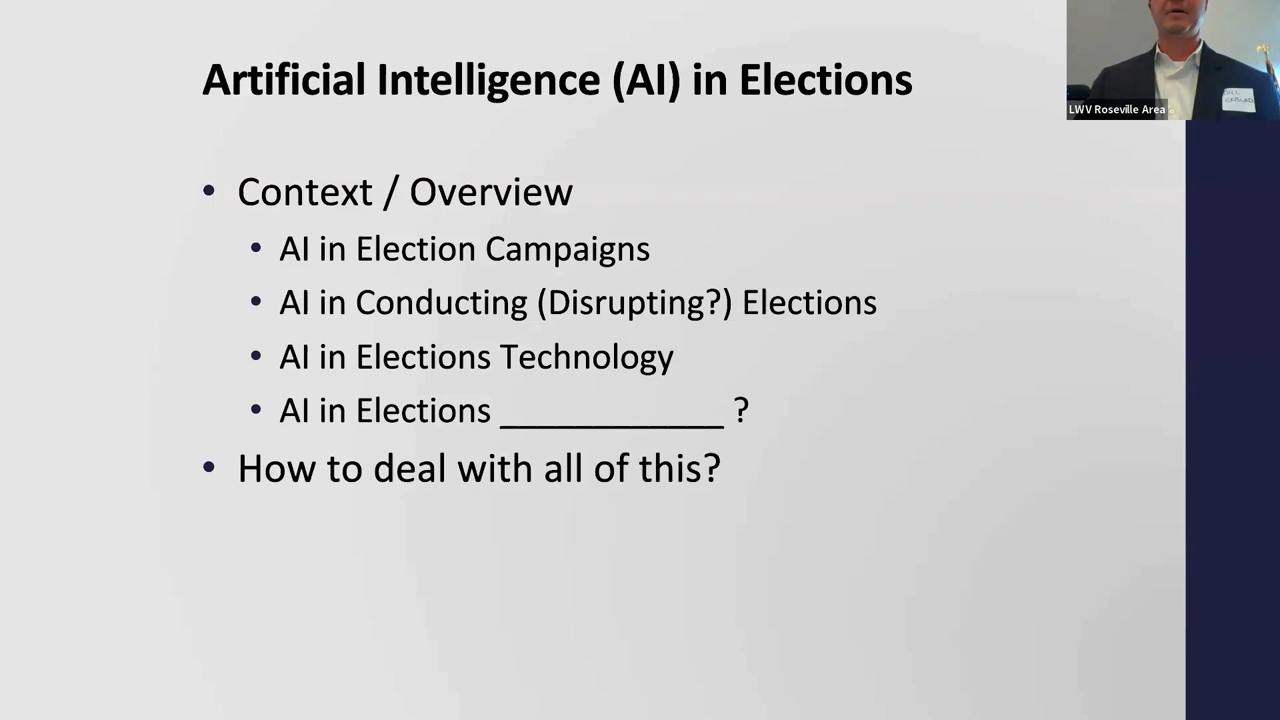 Artificial Intelligence (AI) in Elections
LWV Roseville Area
• Context / Overview
• AI in Election Campaigns
• AI in Conducting (Disrupting?) Elections
• AI in Elections Technology
• AI in Elections ____________ ?
• How to deal with all of this?